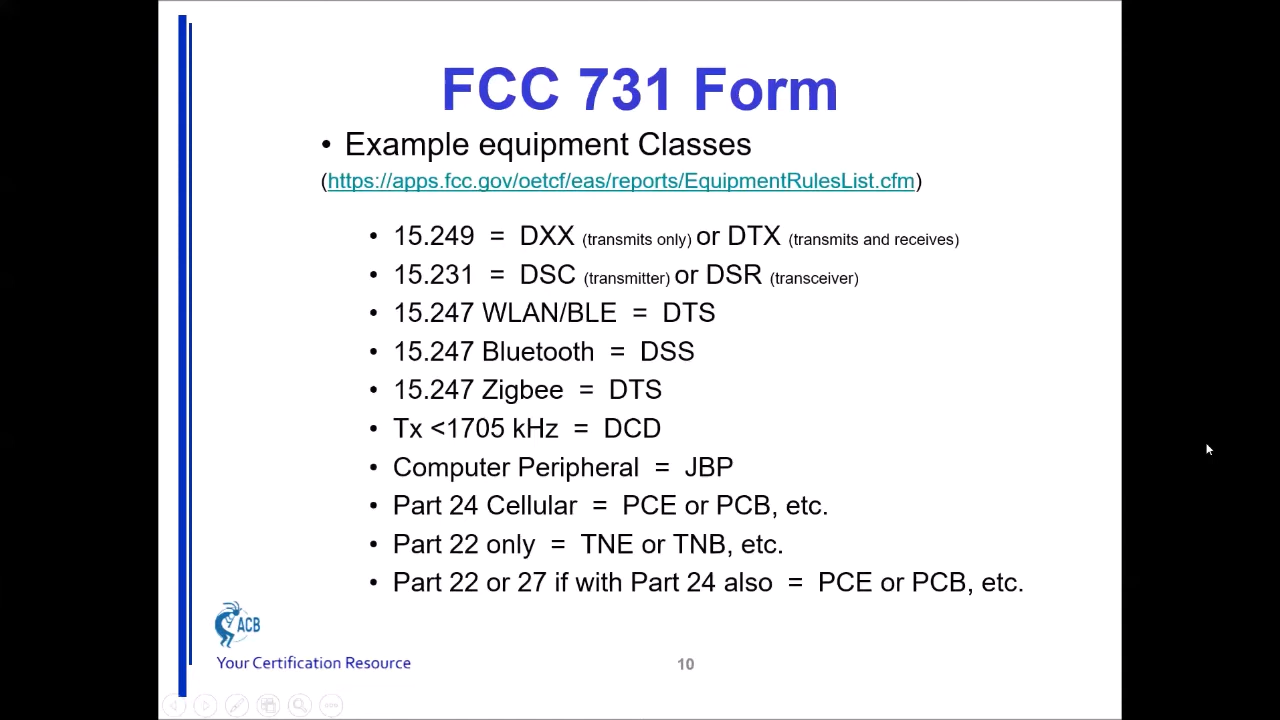 FCC 731 Form
• Example equipment Classes
(https://apps.fcc.gov/oetcf/eas/reports/EquipmentRulesList.cfm)
• 15.249 = DXX (transmits only) or DTX (transmits and receives)
• 15.231 = DSC (transmitter) or DSR (transceiver)
• 15.247 WLAN/BLE = DTS
• 15.247 Bluetooth = DSS
• 15.247 Zigbee = DTS
• Tx <1705 kHz = DCD
• Computer Peripheral = JBP
• Part 24 Cellular = PCE or PCB, etc.
• Part 22 only = TNE or TNB, etc.
• Part 22 or 27 if with Part 24 also = PCE or PCB, etc.
ACB
Your Certification Resource
10